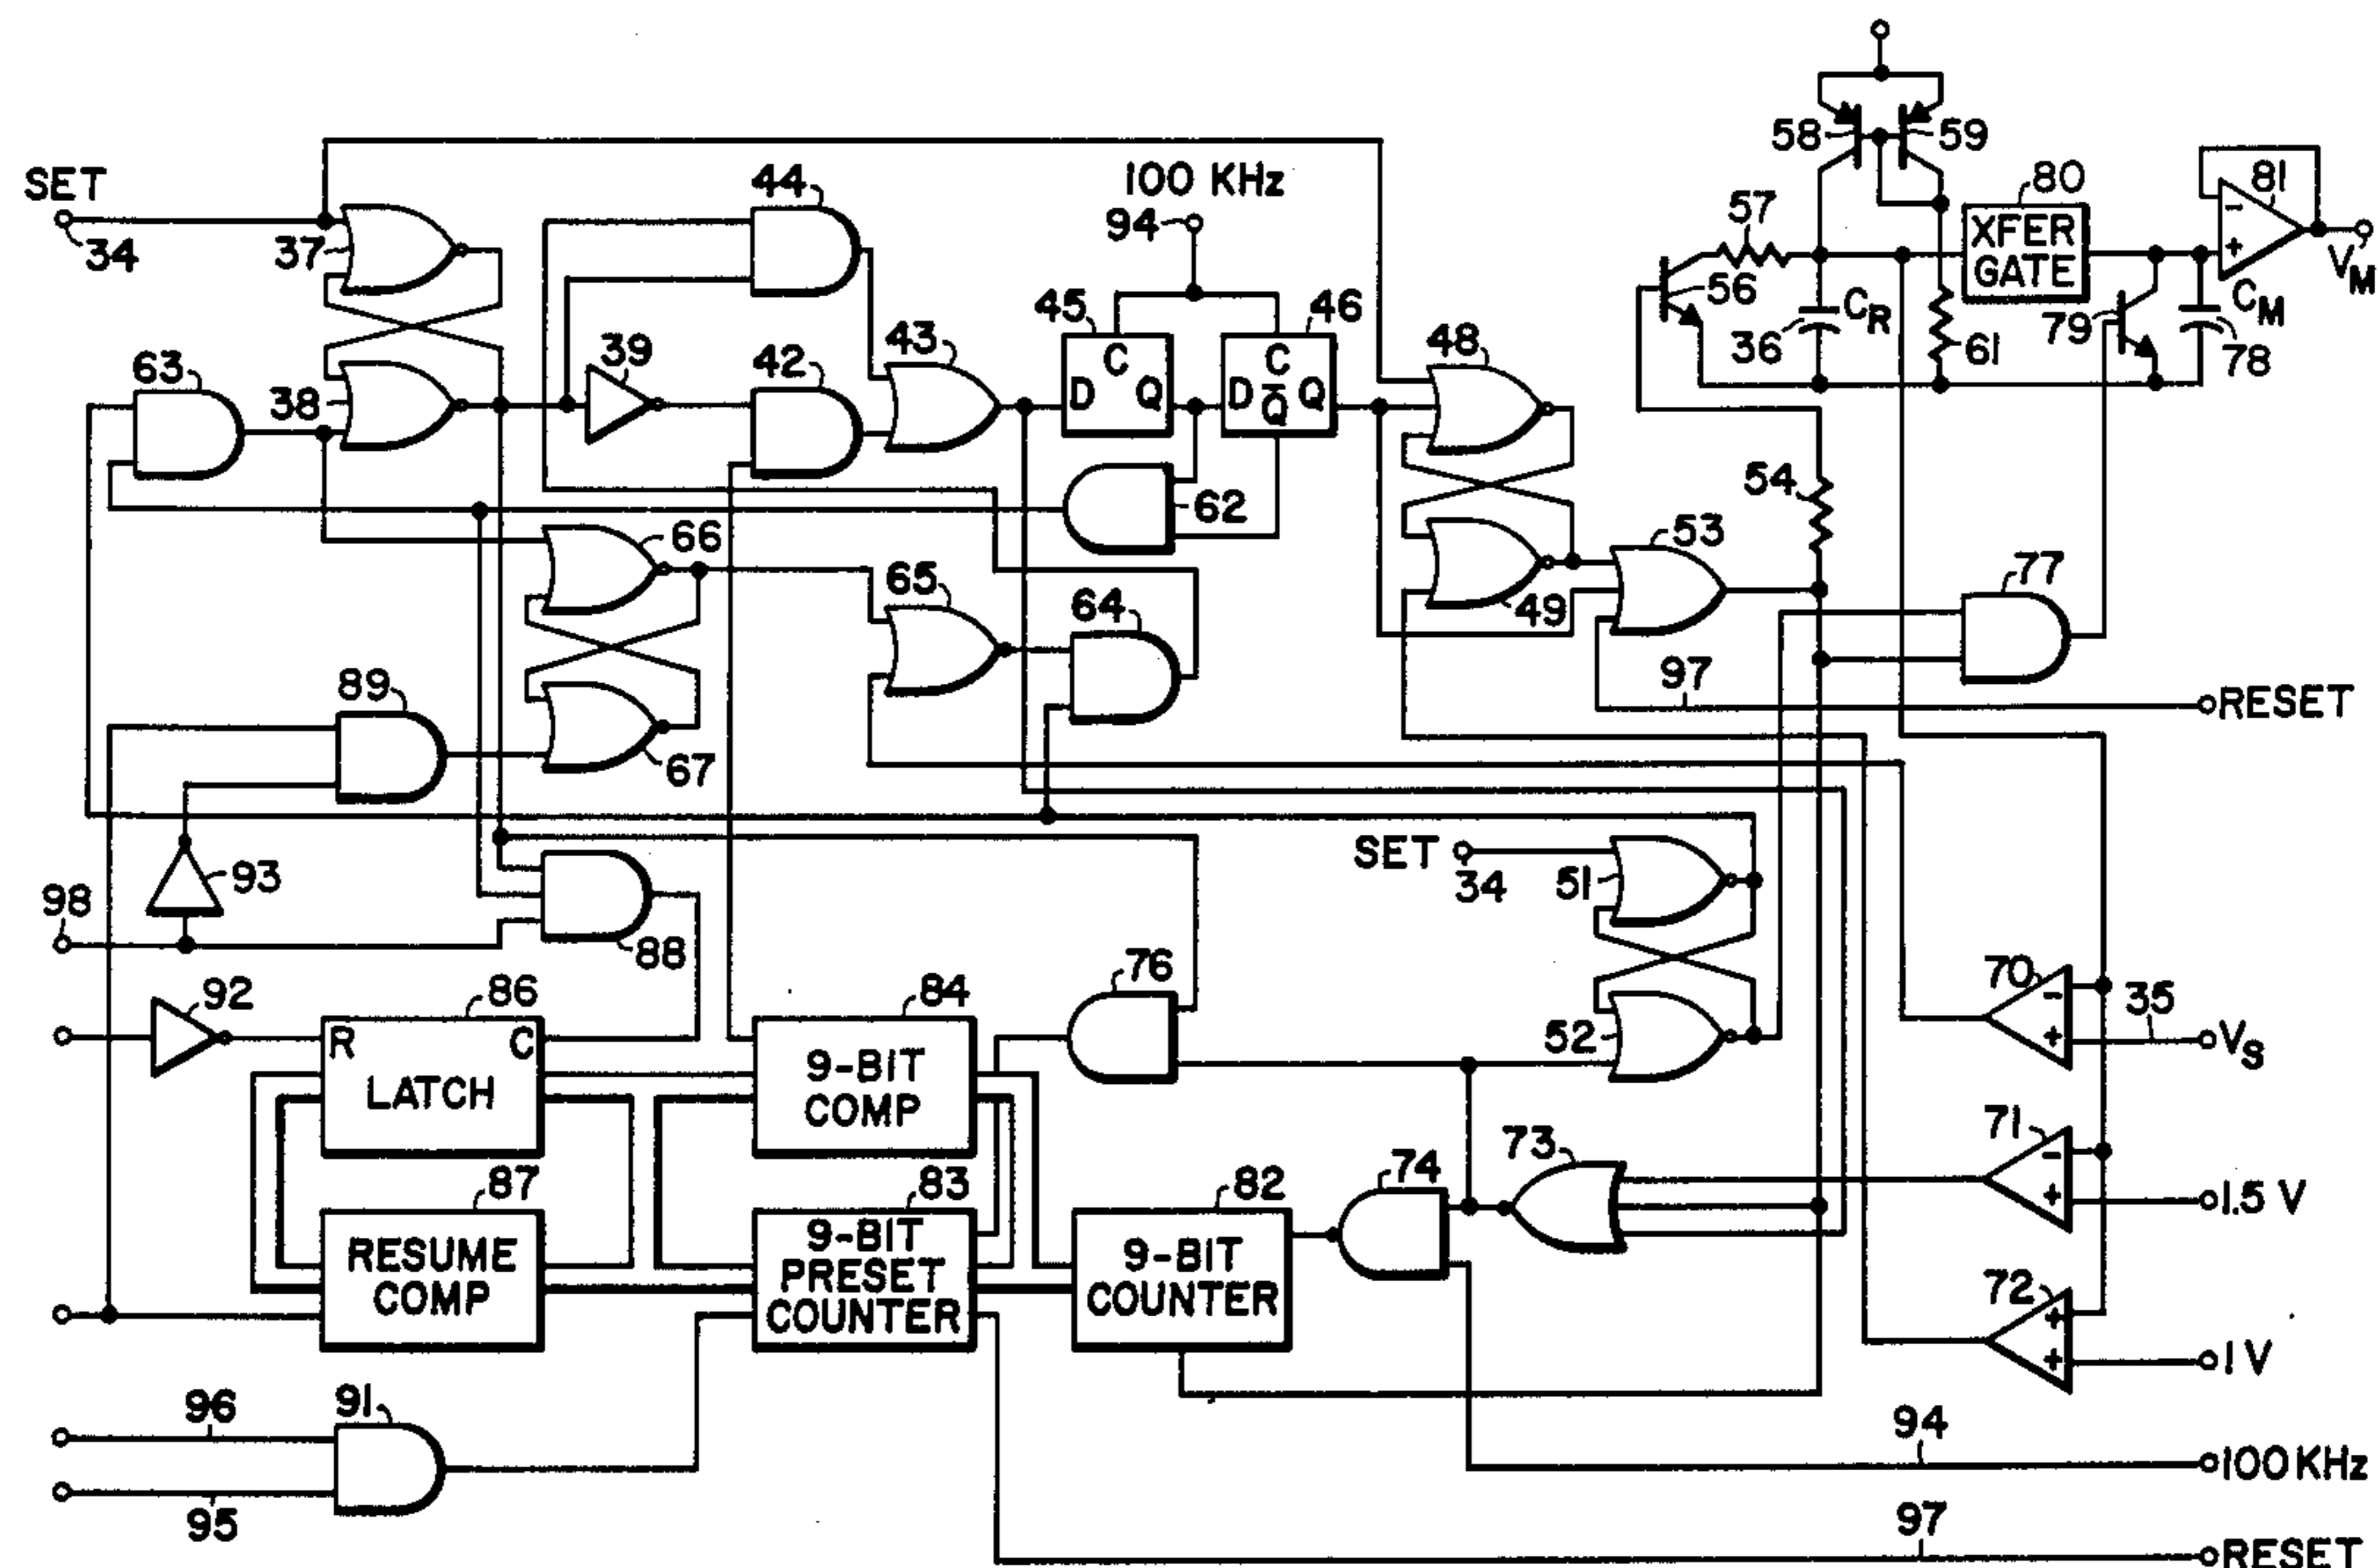 58
59
SET
34
44
100 KHz
94
80
81
37
57
XFER
GATE
V_M
56
45
46
C_R
36
C_M
79
78
61
63
39
43
48
C
C
38
42
D
Q
D
Q̅
Q
54
62
53
66
65
64
49
77
89
97
RESET
67
SET
34
51
93
98
88
76
70
35
52
V_S
92
86
84
R
C
LATCH
9-BIT
COMP
74
73
71
-
+
1.5 V
87
83
82
RESUME
COMP
9-BIT
PRESET
COUNTER
9-BIT
COUNTER
72
+
+
1 V
96
91
94
100 KHz
95
97
RESET